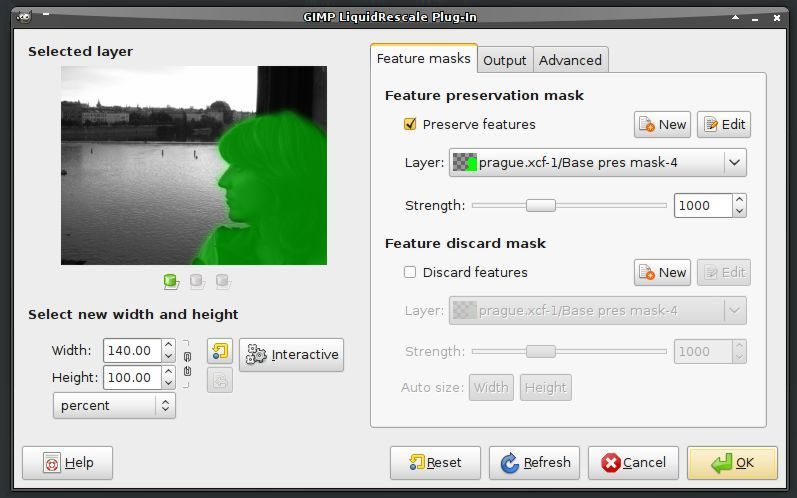 GIMP LiquidRescale Plug-In
Selected layer
Select new width and height
Width: 140.00
Height: 100.00
Interactive
percent
Feature masks Output Advanced
Feature preservation mask
Preserve features New Edit
Layer: prague.xcf-1/Base pres mask-4
Strength: 1000
Feature discard mask
Discard features New Edit
Layer: prague.xcf-1/Base pres mask-4
Strength: 1000
Auto size: Width Height
Help Reset Refresh Cancel OK